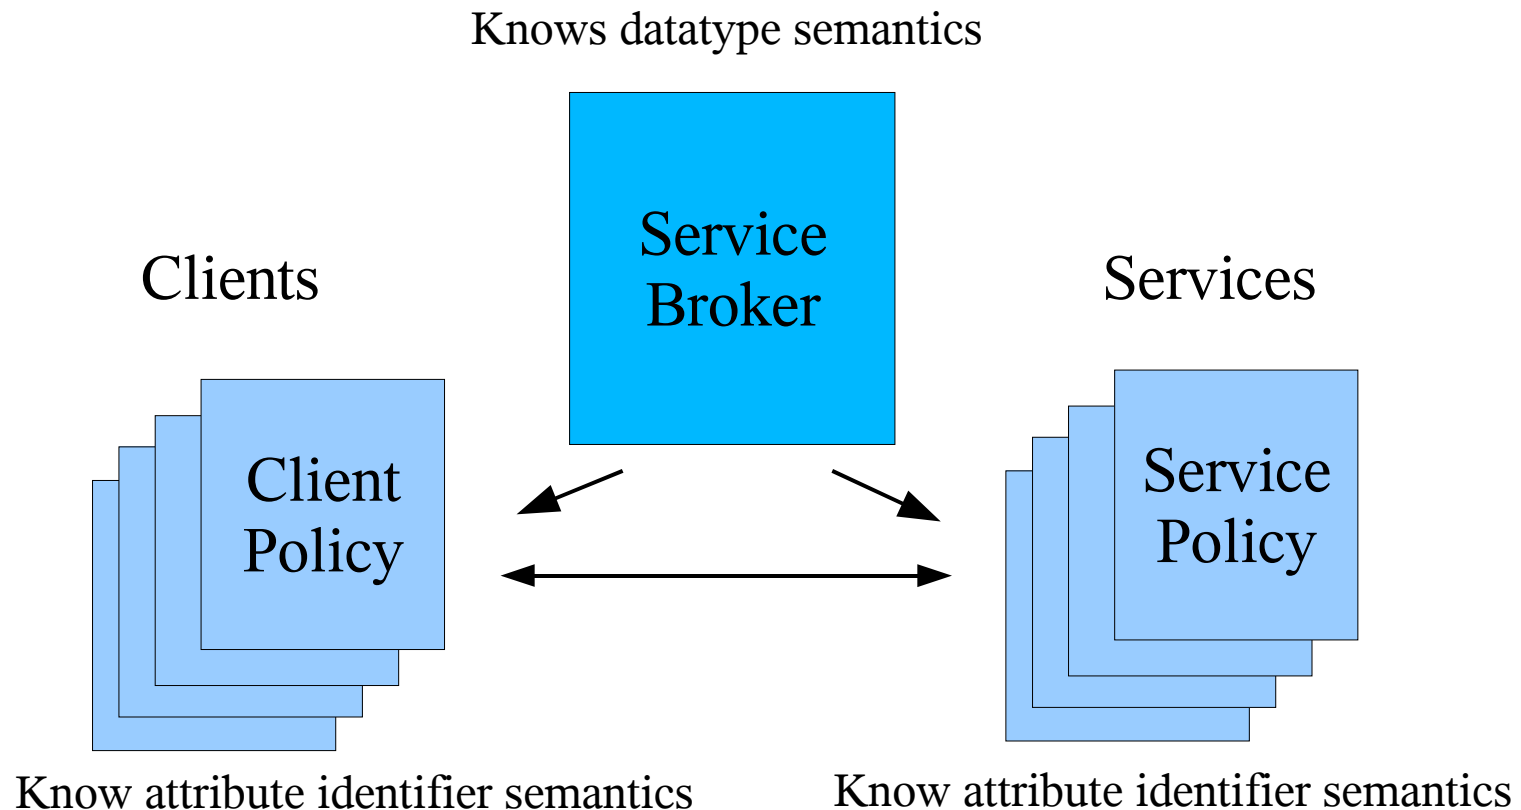 Knows datatype semantics
Service
Broker
Clients
Services
Client
Policy
Service
Policy
Know attribute identifier semantics
Know attribute identifier semantics